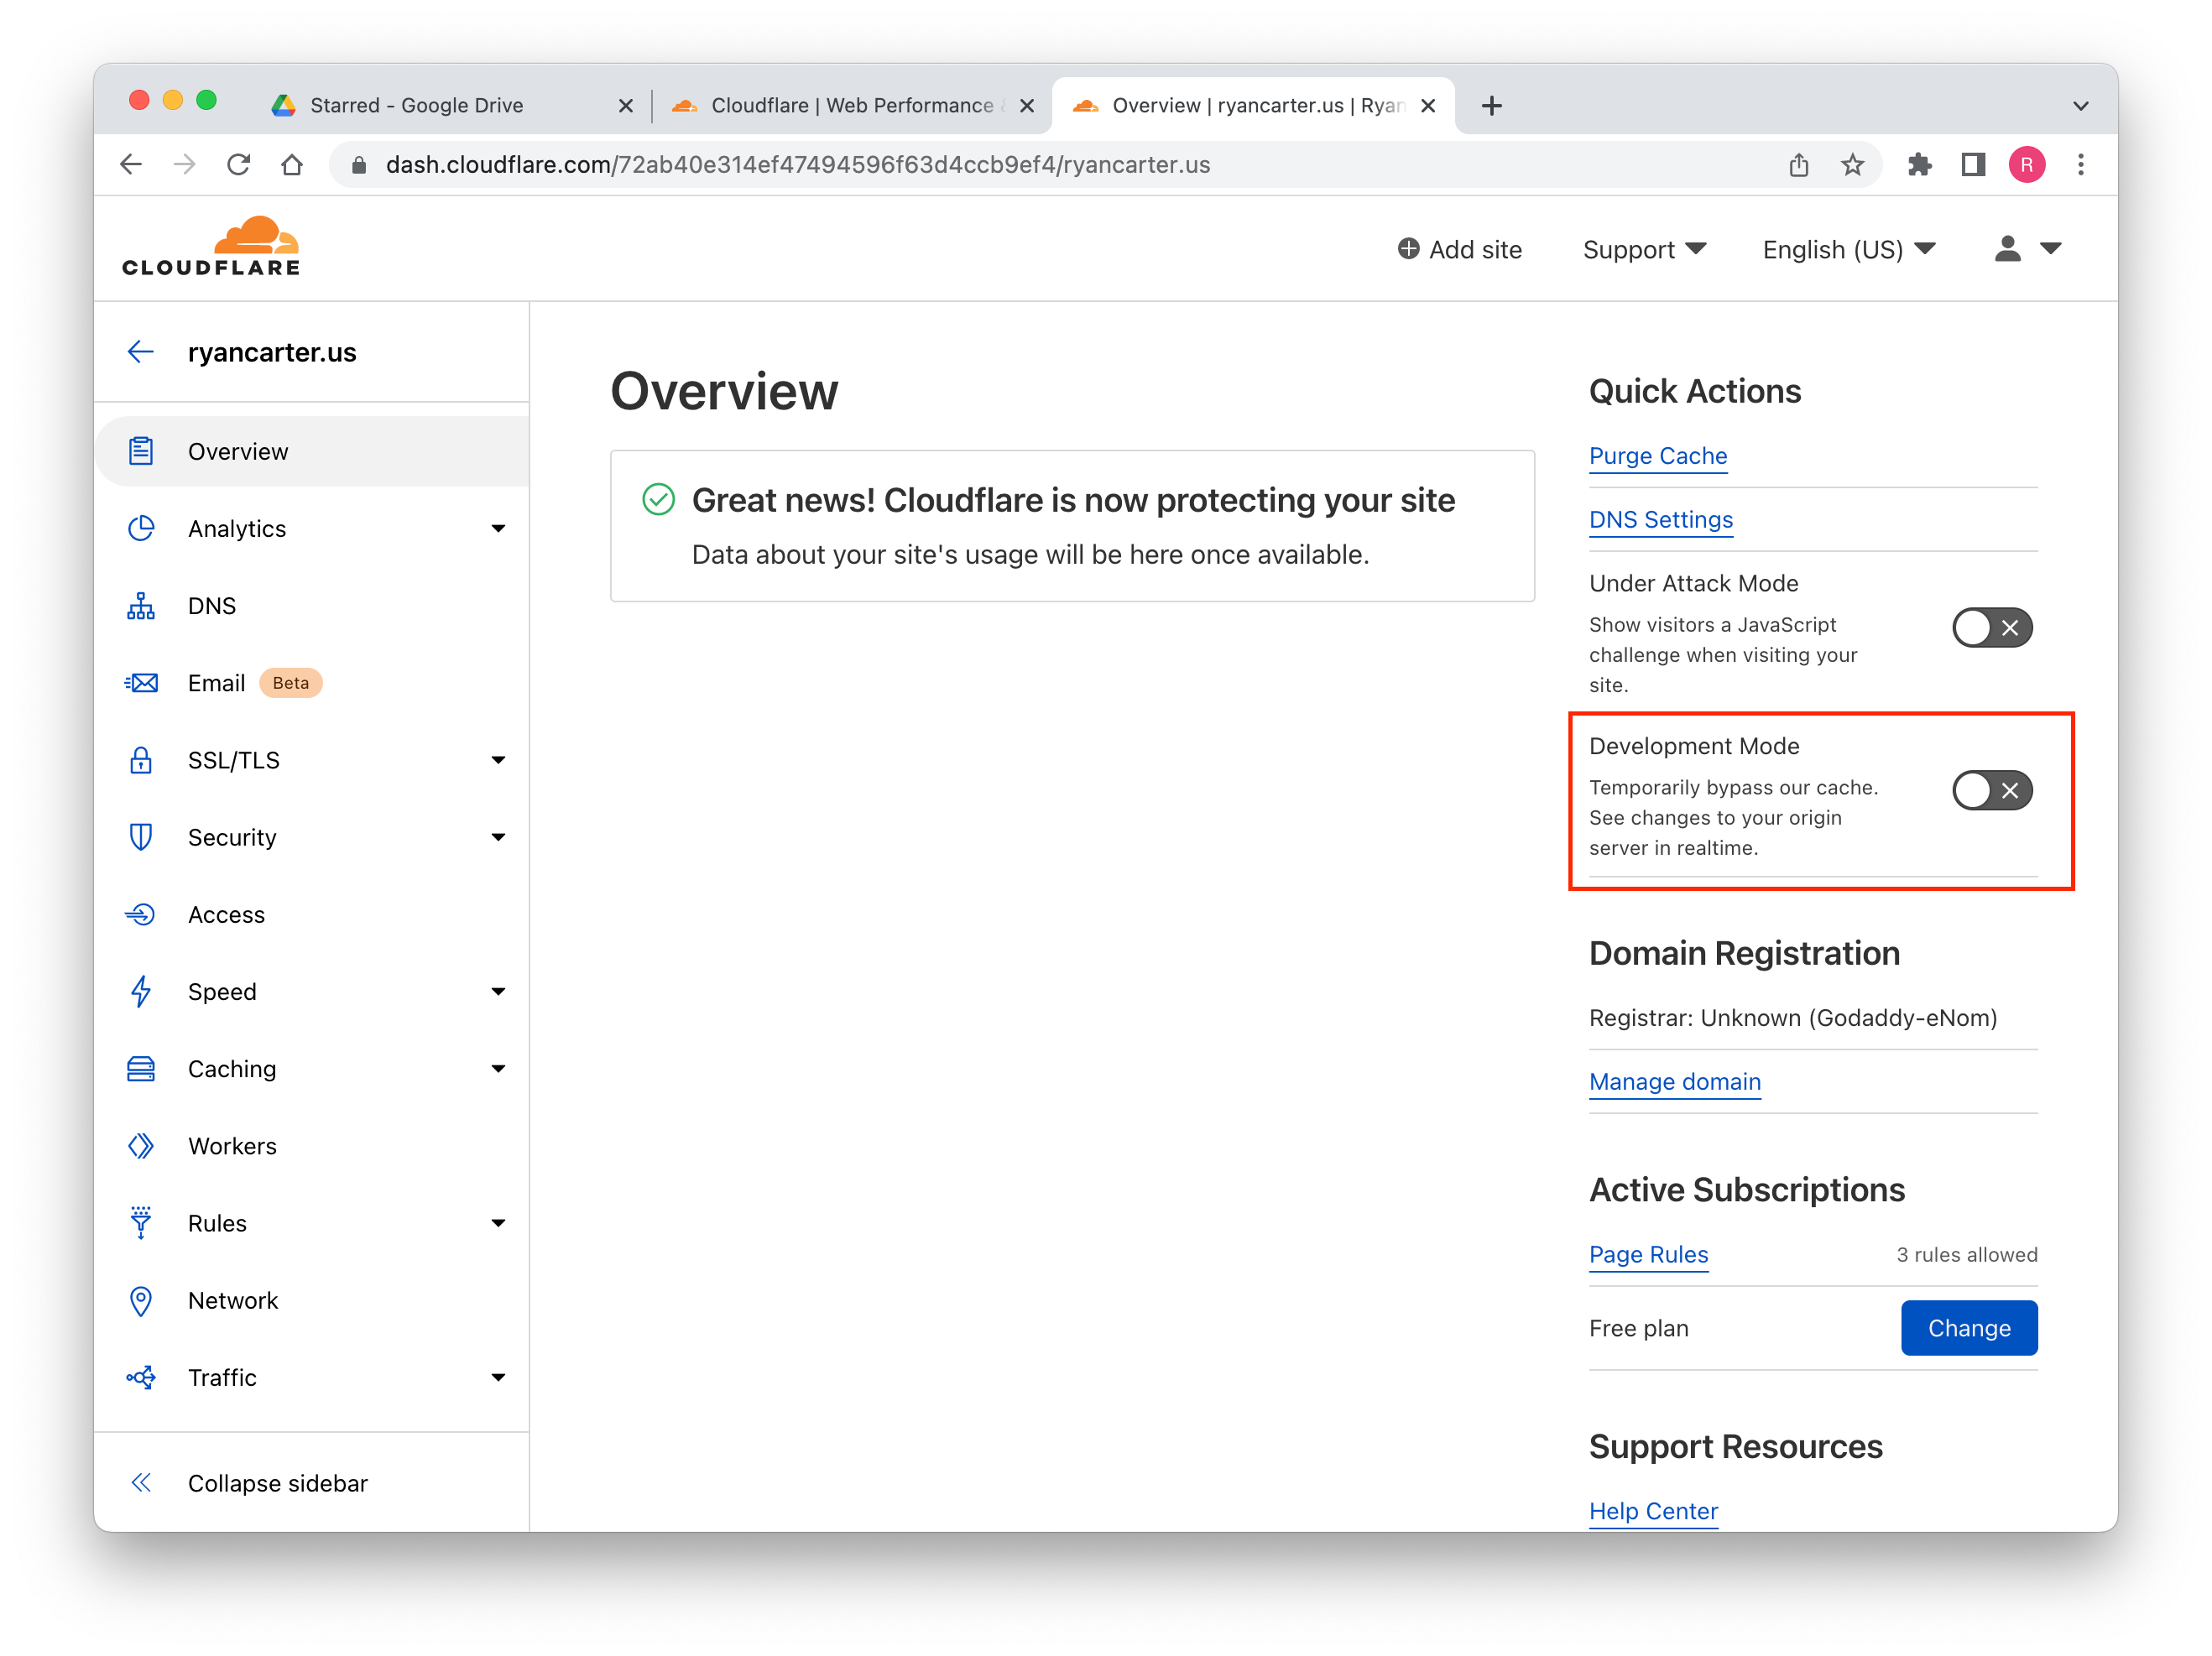 Starred - Google Drive
Cloudflare | Web Performance
Overview | ryancarter.us | Ryan
dash.cloudflare.com/72ab40e314ef47494596f63d4ccb9ef4/ryancarter.us
R
CLOUDFLARE
Add site
Support
English (US)
ryancarter.us
Overview
Analytics
DNS
Email
Beta
SSL/TLS
Security
Access
Speed
Caching
Workers
Rules
Network
Traffic
Collapse sidebar
Overview
Great news! Cloudflare is now protecting your site
Data about your site's usage will be here once available.
Quick Actions
Purge Cache
DNS Settings
Under Attack Mode
Show visitors a JavaScript
challenge when visiting your
site.
Development Mode
Temporarily bypass our cache.
See changes to your origin
server in realtime.
Domain Registration
Registrar: Unknown (Godaddy-eNom)
Manage domain
Active Subscriptions
Page Rules
3 rules allowed
Free plan
Change
Support Resources
Help Center